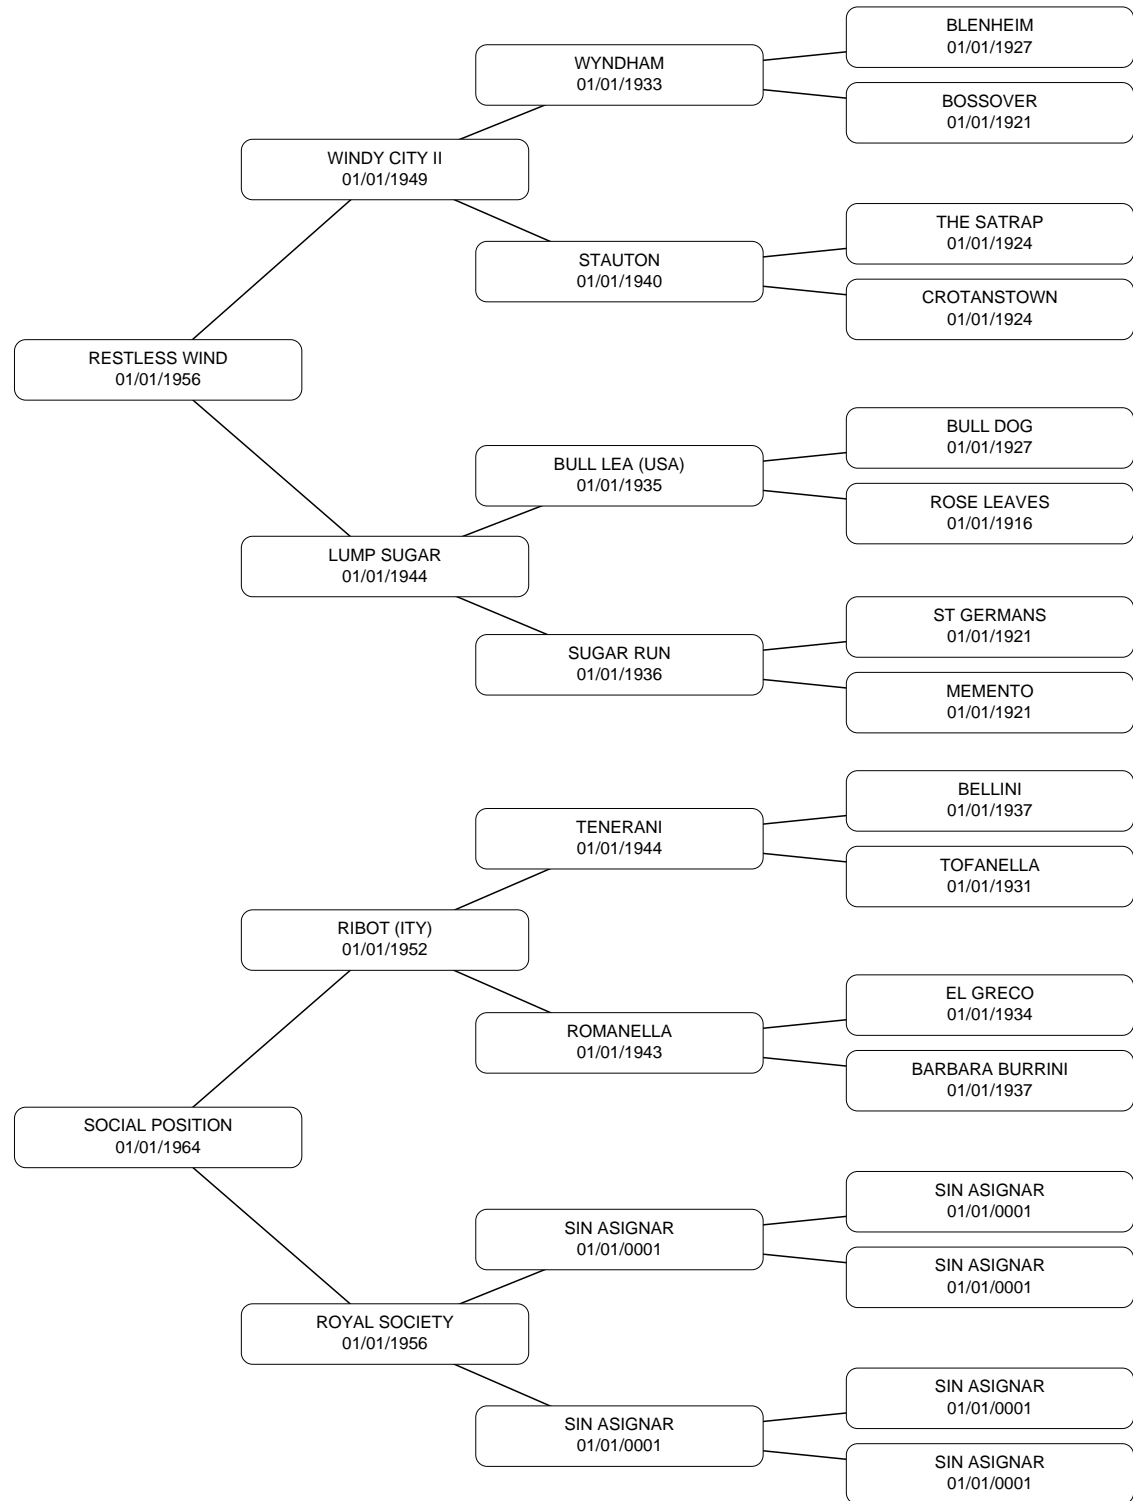 BLENHEIM
01/01/1927
WYNDHAM
01/01/1933
BOSSOVER
01/01/1921
WINDY CITY II
01/01/1949
THE SATRAP
01/01/1924
STAUTON
01/01/1940
CROTANSTOWN
01/01/1924
RESTLESS WIND
01/01/1956
BULL DOG
01/01/1927
BULL LEA (USA)
01/01/1935
ROSE LEAVES
01/01/1916
LUMP SUGAR
01/01/1944
ST GERMANS
01/01/1921
SUGAR RUN
01/01/1936
MEMENTO
01/01/1921
BELLINI
01/01/1937
TENERANI
01/01/1944
TOFANELLA
01/01/1931
RIBOT (ITY)
01/01/1952
EL GRECO
01/01/1934
ROMANELLA
01/01/1943
BARBARA BURRINI
01/01/1937
SOCIAL POSITION
01/01/1964
SIN ASIGNAR
01/01/0001
SIN ASIGNAR
01/01/0001
SIN ASIGNAR
01/01/0001
ROYAL SOCIETY
01/01/1956
SIN ASIGNAR
01/01/0001
SIN ASIGNAR
01/01/0001
SIN ASIGNAR
01/01/0001